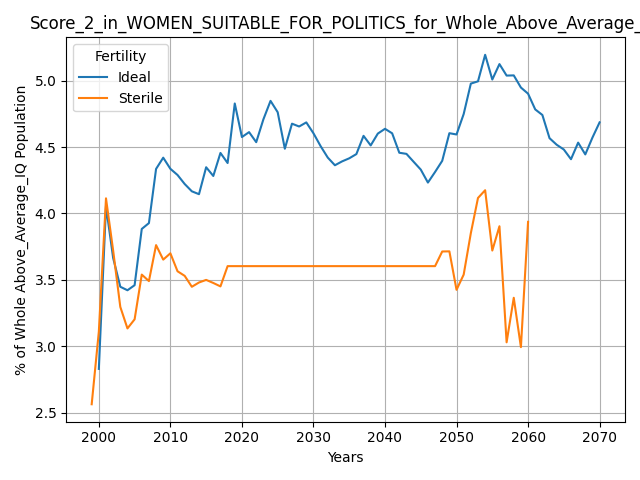 Score_2_in_WOMEN_SUITABLE_FOR_POLITICS_for_Whole_Above_Average_
Fertility
Ideal
Sterile
% of Whole Above_Average_IQ Population
5.0
4.5
4.0
3.5
3.0
2.5
2000 2010 2020 2030 2040 2050 2060 2070
Years